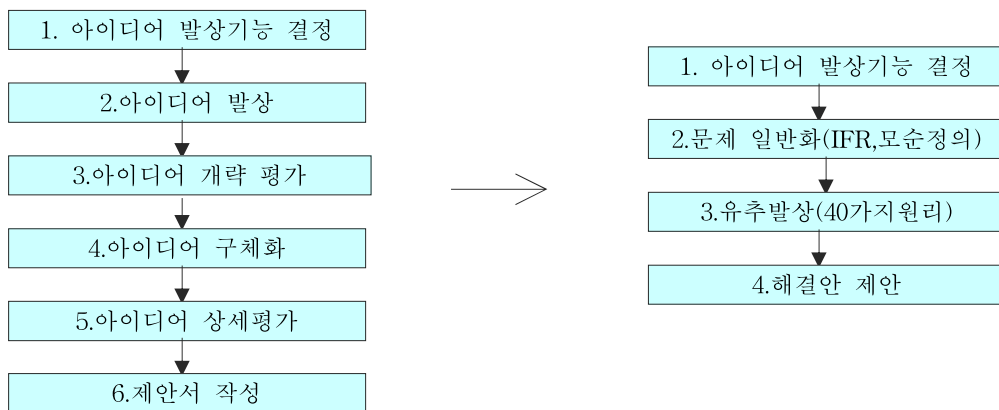 1. 아이디어 발상기능 결정
2.아이디어 발상
3.아이디어 개략 평가
4.아이디어 구체화
5.아이디어 상세평가
6.제안서 작성
1. 아이디어 발상기능 결정
2.문제 일반화(IFR,모순정의)
3.유추발상(40가지원리)
4.해결안 제안